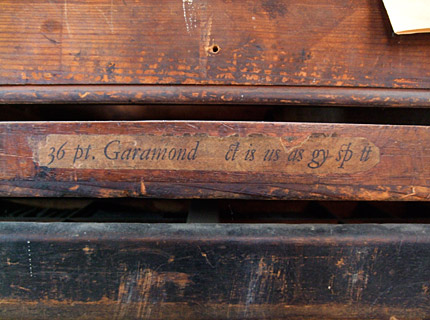 36 pt. Garamond ct is us as gy sp tt